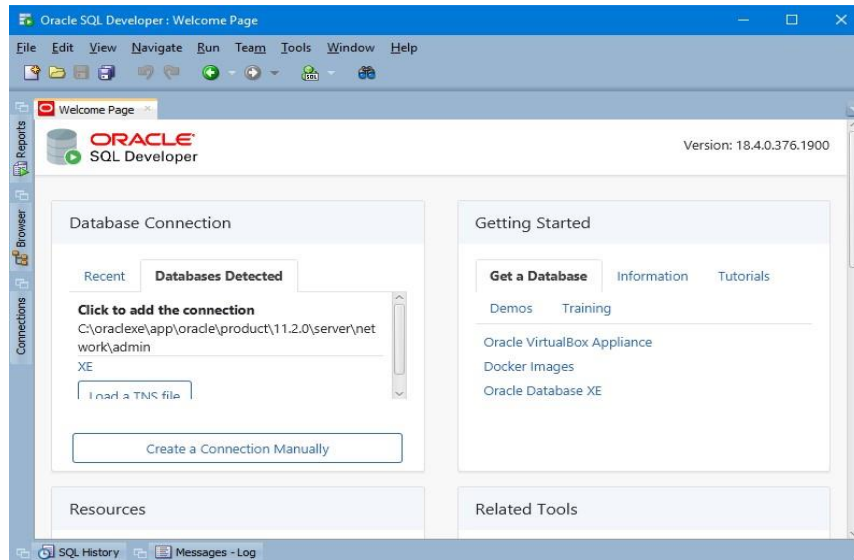 Oracle SQL Developer : Welcome Page
File Edit View Navigate Run Team Tools Window Help
SQL
Welcome Page
Reports
Browser
Connections
ORACLE
SQL Developer
Version: 18.4.0.376.1900
Database Connection
Recent Databases Detected
Click to add the connection
C:\oraclexe\app\oracle\product\11.2.0\server\net
work\admin
XE
Load a TNS file
Create a Connection Manually
Getting Started
Get a Database Information Tutorials
Demos Training
Oracle VirtualBox Appliance
Docker Images
Oracle Database XE
Resources
Related Tools
SQL History Messages - Log